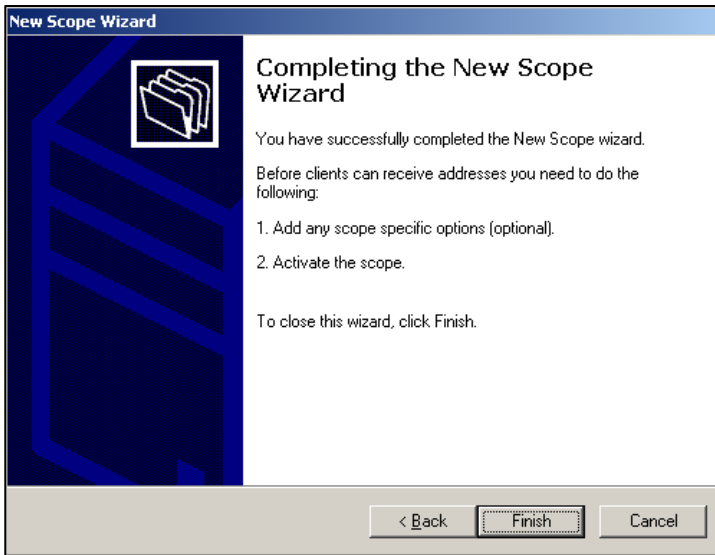 New Scope Wizard
Completing the New Scope
Wizard
You have successfully completed the New Scope wizard.
Before clients can receive addresses you need to do the
following:
1. Add any scope specific options (optional).
2. Activate the scope.
To close this wizard, click Finish.
< Back Finish Cancel